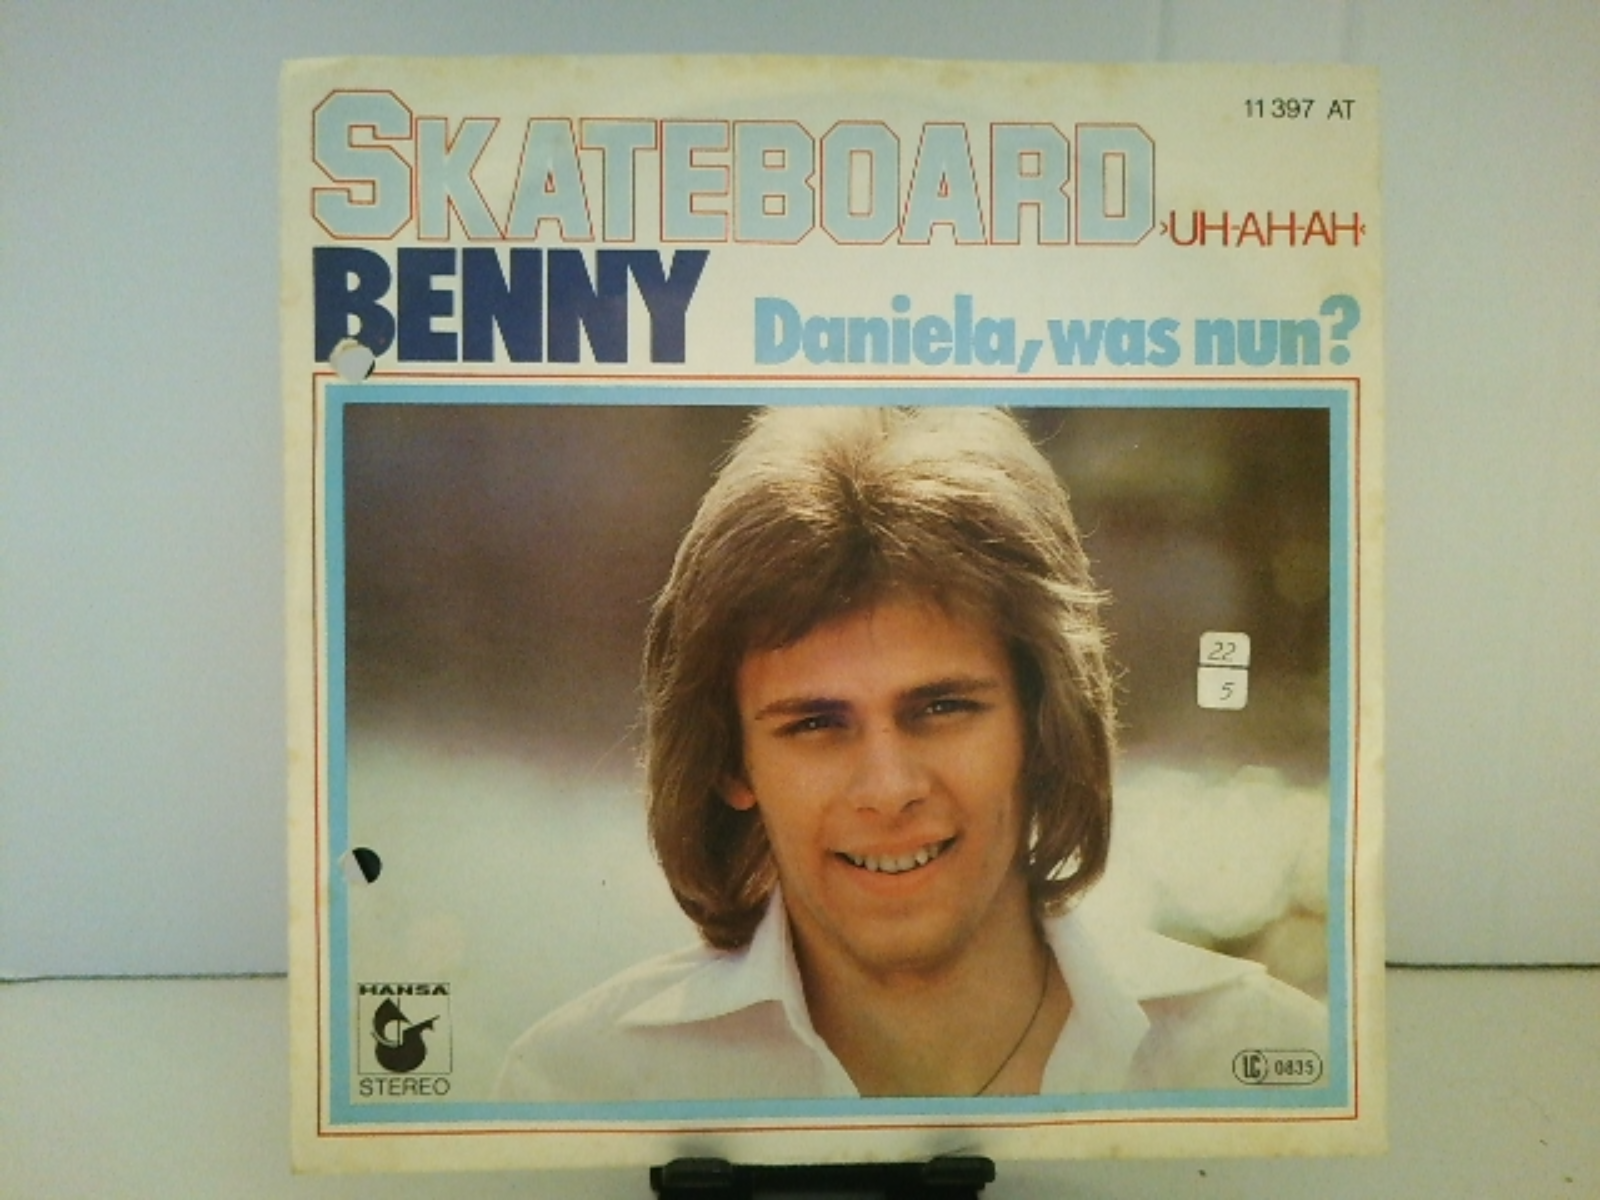 11 397 AT
SKATEBOARD
›UH-AH-AH‹
BENNY
Daniela, was nun?
22
5
HANSA
STEREO
LC 0835